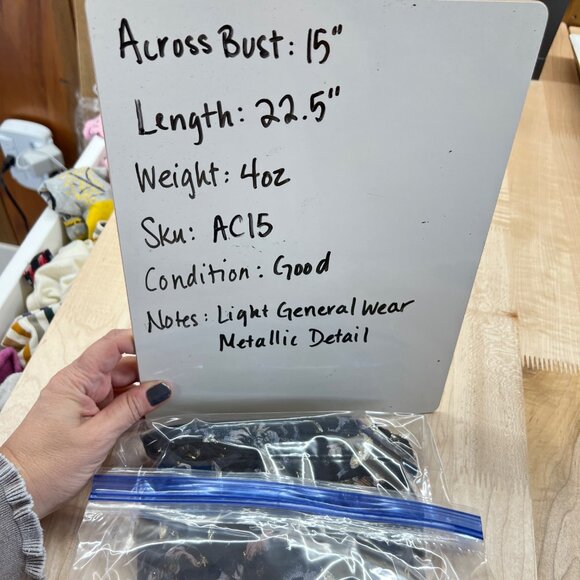 Across Bust: 15"
Length: 22.5"
Weight: 4oz
Sku: AC15
Condition: Good
Notes: Light General Wear
Metallic Detail